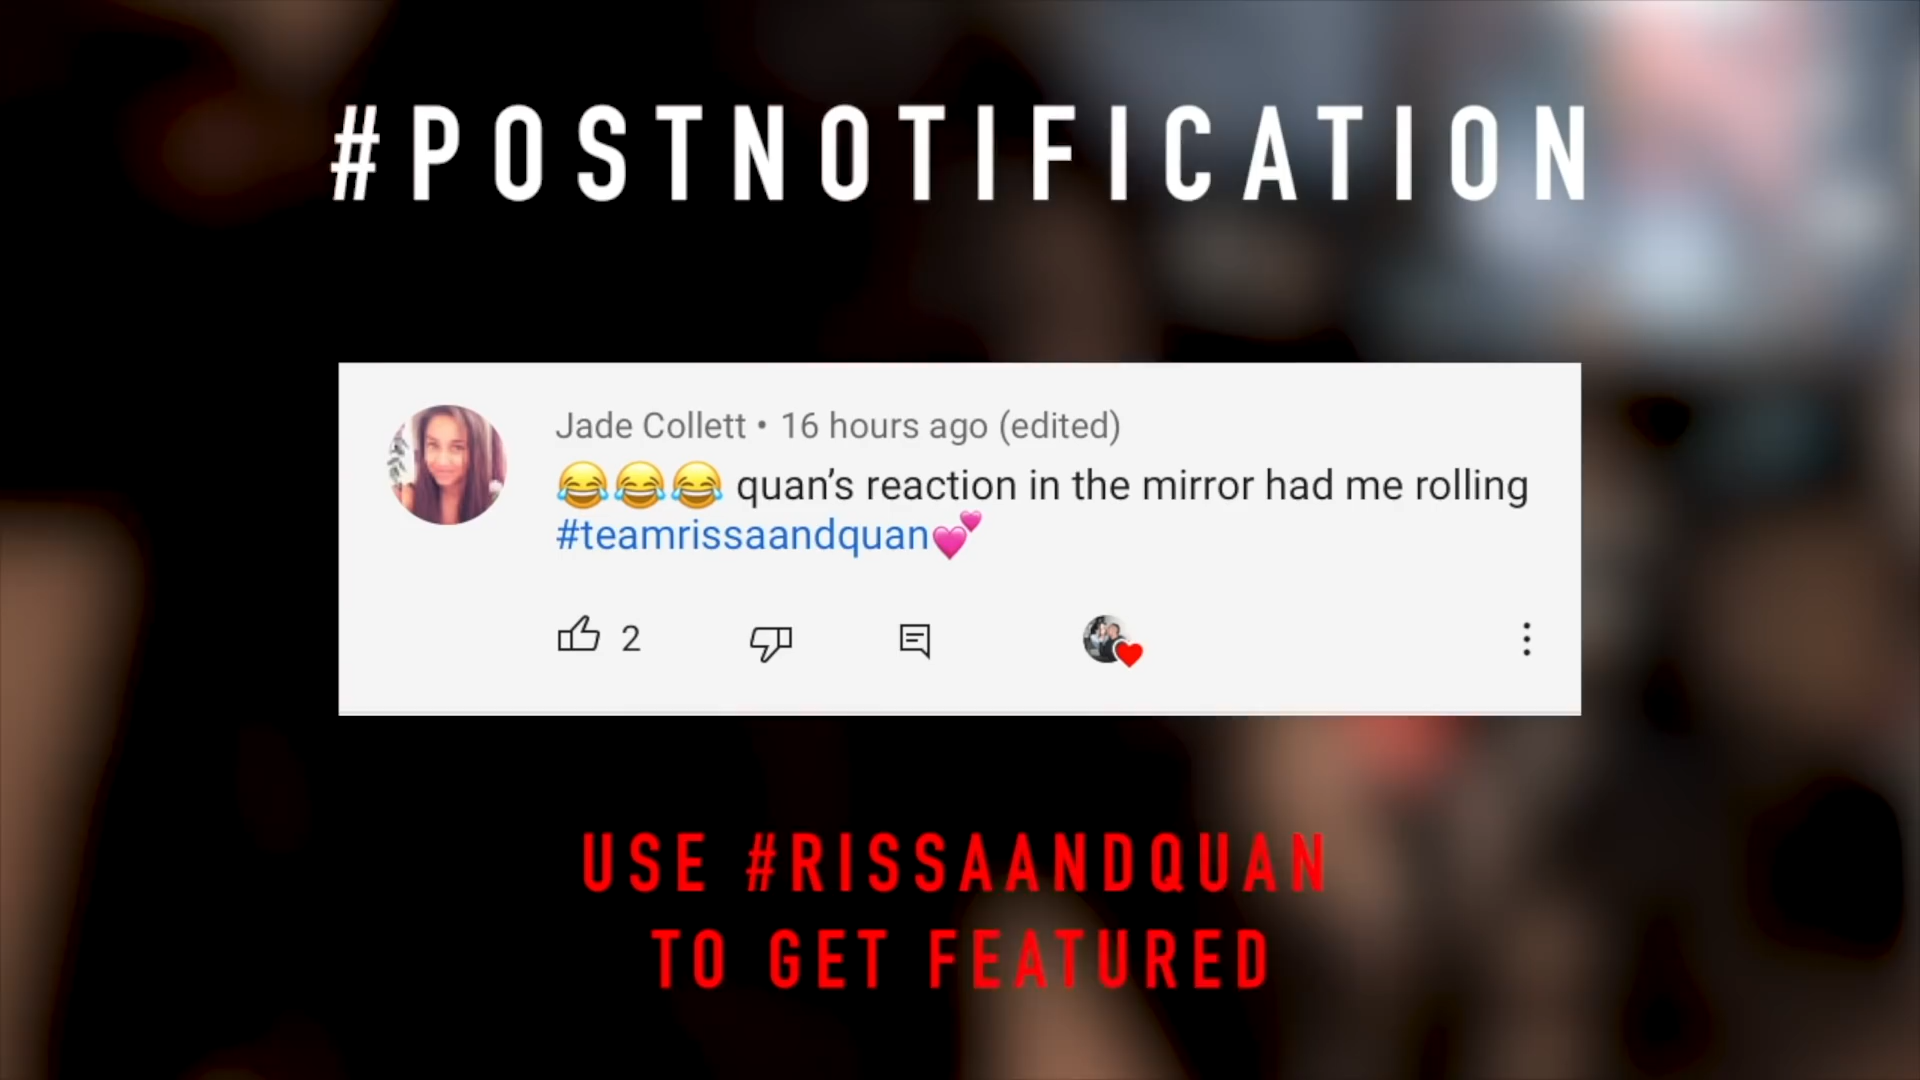 #POSTNOTIFICATION
Jade Collett • 16 hours ago (edited)
😂😂😂 quan’s reaction in the mirror had me rolling
#teamrissaandquan💕
2
USE #RISSAANDQUAN
TO GET FEATURED